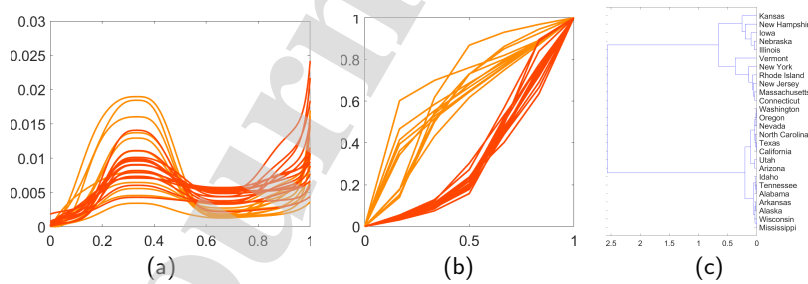 0.03
0.025
0.02
0.015
0.01
0.005
0
0 0.2 0.4 0.6 0.8 1
(a)
1
0.8
0.6
0.4
0.2
0
0 0.5 1
(b)
Kansas
New Hampshir
Iowa
Nebraska
Illinois
Vermont
New York
Rhode Island
New Jersey
Massachusetts
Connecticut
Washington
Oregon
Nevada
North Carolina
Texas
California
Utah
Arizona
Idaho
Tennessee
Alabama
Arkansas
Alaska
Wisconsin
Mississippi
2.5 2 1.5 1 0.5 0
(c)